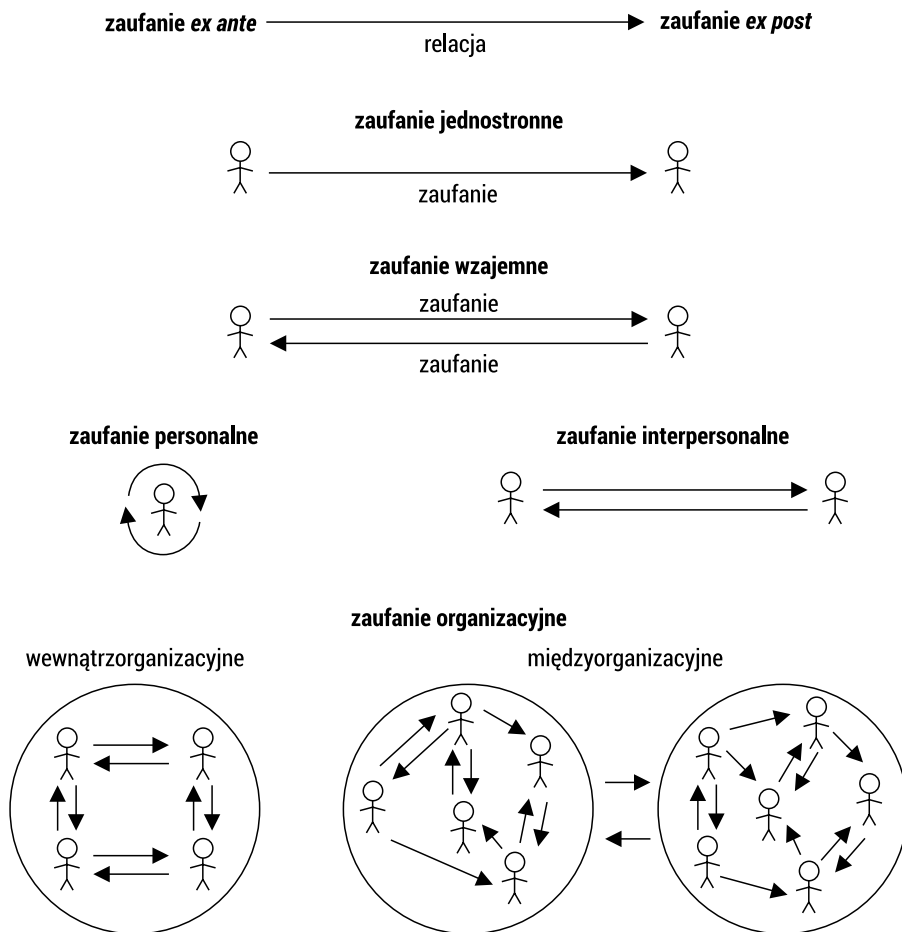 zaufanie ex ante
zaufanie ex post
relacja
zaufanie jednostronne
zaufanie
zaufanie wzajemne
zaufanie
zaufanie
zaufanie personalne
zaufanie interpersonalne
zaufanie organizacyjne
wewnątrzorganizacyjne
międzyorganizacyjne